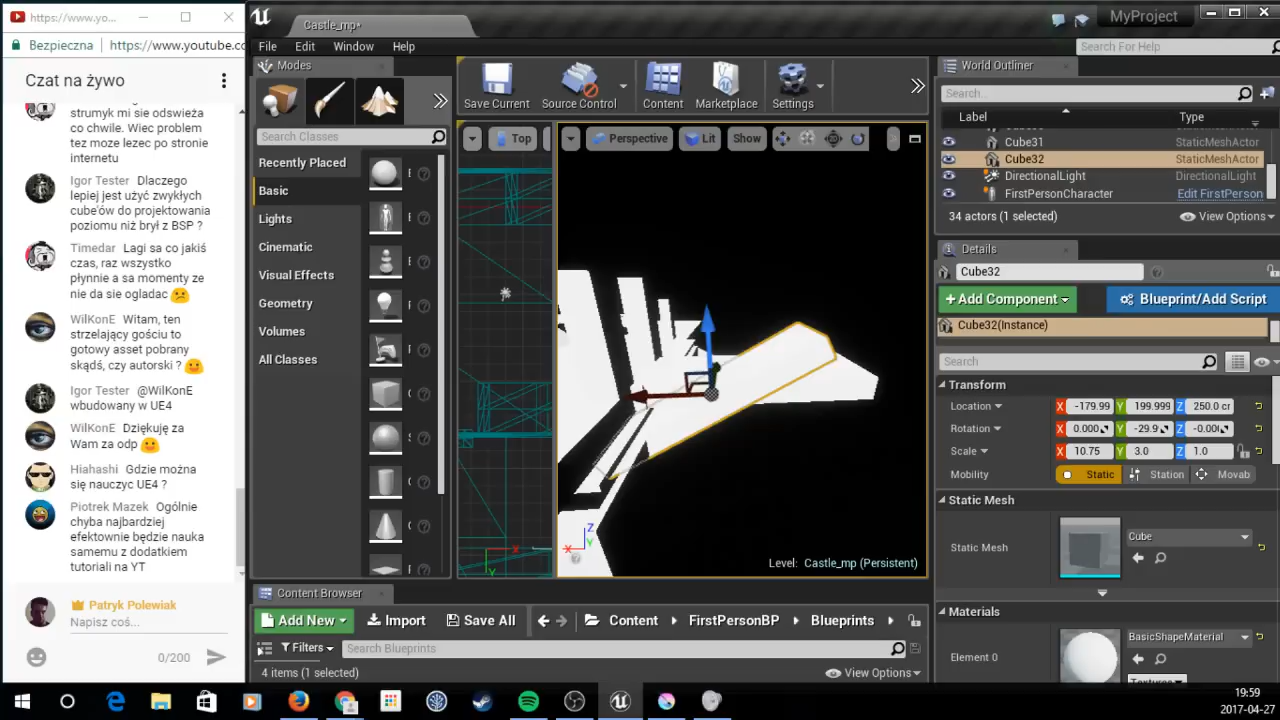 https://www.yo...
Bezpieczna
https://www.youtube.cc
Czat na żywo
strumyk mi sie odswieża
co chwile. Wiec problem
tez moze lezec po stronie
internetu
Igor Tester Dlaczego
lepiej jest użyć zwykłych
cube'ów do projektowania
poziomu niż brył z BSP ?
Timedar Lagi sa co jakiś
czas, raz wszystko
płynnie a sa momenty ze
nie da sie ogladac
WilKonE Witam, ten
strzelający gościu to
gotowy asset pobrany
skądś, czy autorski ?
Igor Tester @WilKonE
wbudowany w UE4
WilKonE Dziękuję za
Wam za odp
Hiahashi Gdzie można
się nauczyc UE4 ?
Piotrek Mazek Ogólnie
chyba najbardziej
efektownie będzie nauka
samemu z dodatkiem
tutoriali na YT
Patryk Polewiak
Napisz coś...
0/200
Castle_mp*
MyProject
File Edit Window Help
Search For Help
Modes
Search Classes
Recently Placed
Basic
Lights
Cinematic
Visual Effects
Geometry
Volumes
All Classes
Save Current
Source Control
Content
Marketplace
Settings
Top
Perspective
Lit
Show
X
Y
Z
Level: Castle_mp (Persistent)
World Outliner
Search...
Label
Type
Cube31 StaticMeshActor
Cube32 StaticMeshActor
DirectionalLight DirectionalLight
FirstPersonCharacter Edit FirstPerson
34 actors (1 selected)
View Options
Details
Cube32
Add Component
Blueprint/Add Script
Cube32(Instance)
Search
Transform
Location X -179.99 Y 199.999 Z 250.0 cr
Rotation X 0.000 Y -29.9 Z -0.00
Scale X 10.75 Y 3.0 Z 1.0
Mobility Static Station Movab
Static Mesh
Static Mesh
Cube
Materials
Element 0
BasicShapeMaterial
Textures
Content Browser
Add New
Import
Save All
Content
FirstPersonBP
Blueprints
Filters
Search Blueprints
4 items (1 selected)
View Options
19:59
2017-04-27